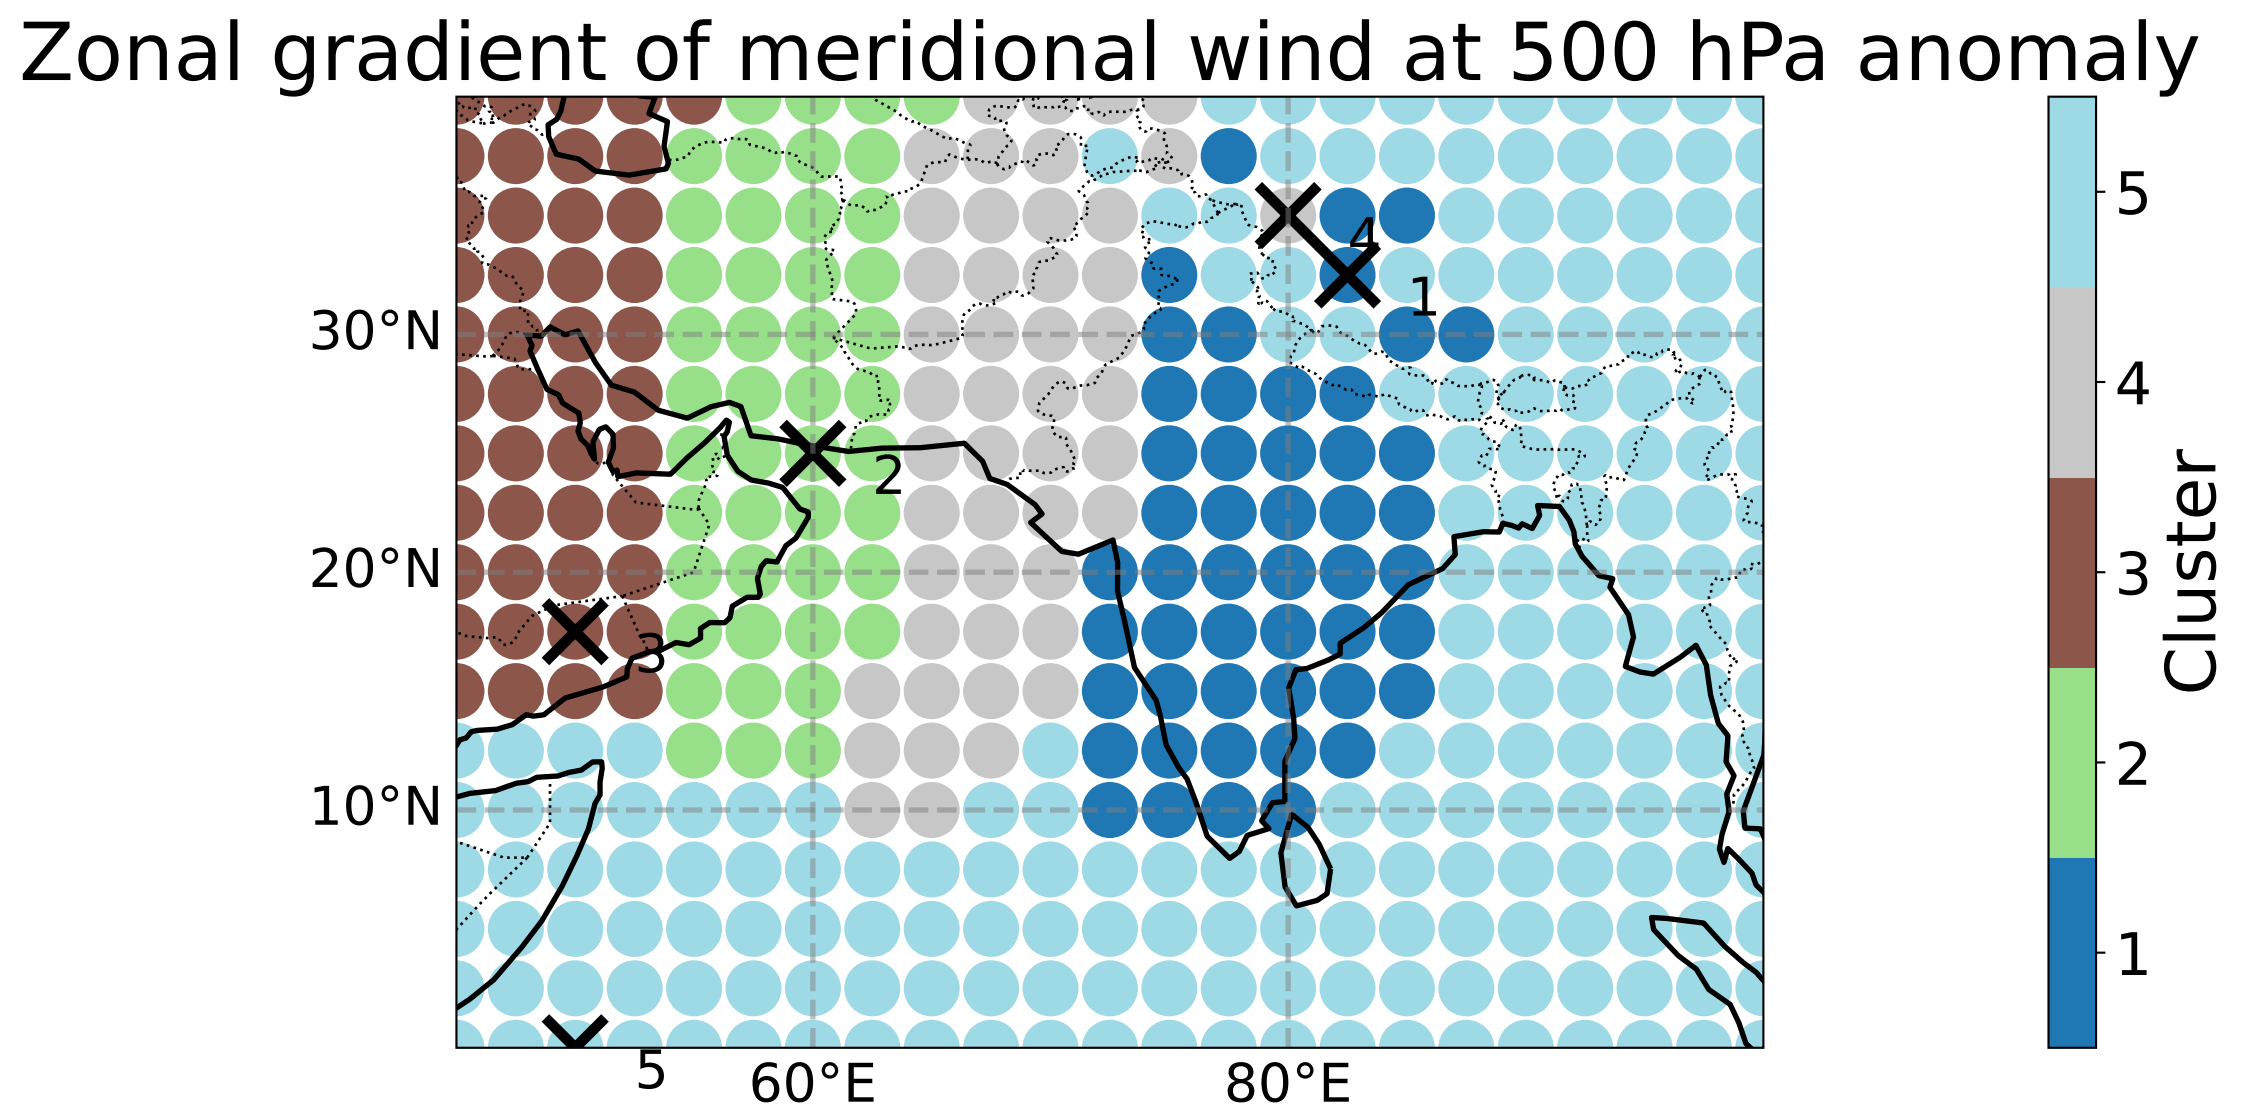 Zonal gradient of meridional wind at 500 hPa anomaly
4
1
30°N
2
20°N
3
10°N
5
60°E
80°E
5
4
3
2
1
Cluster